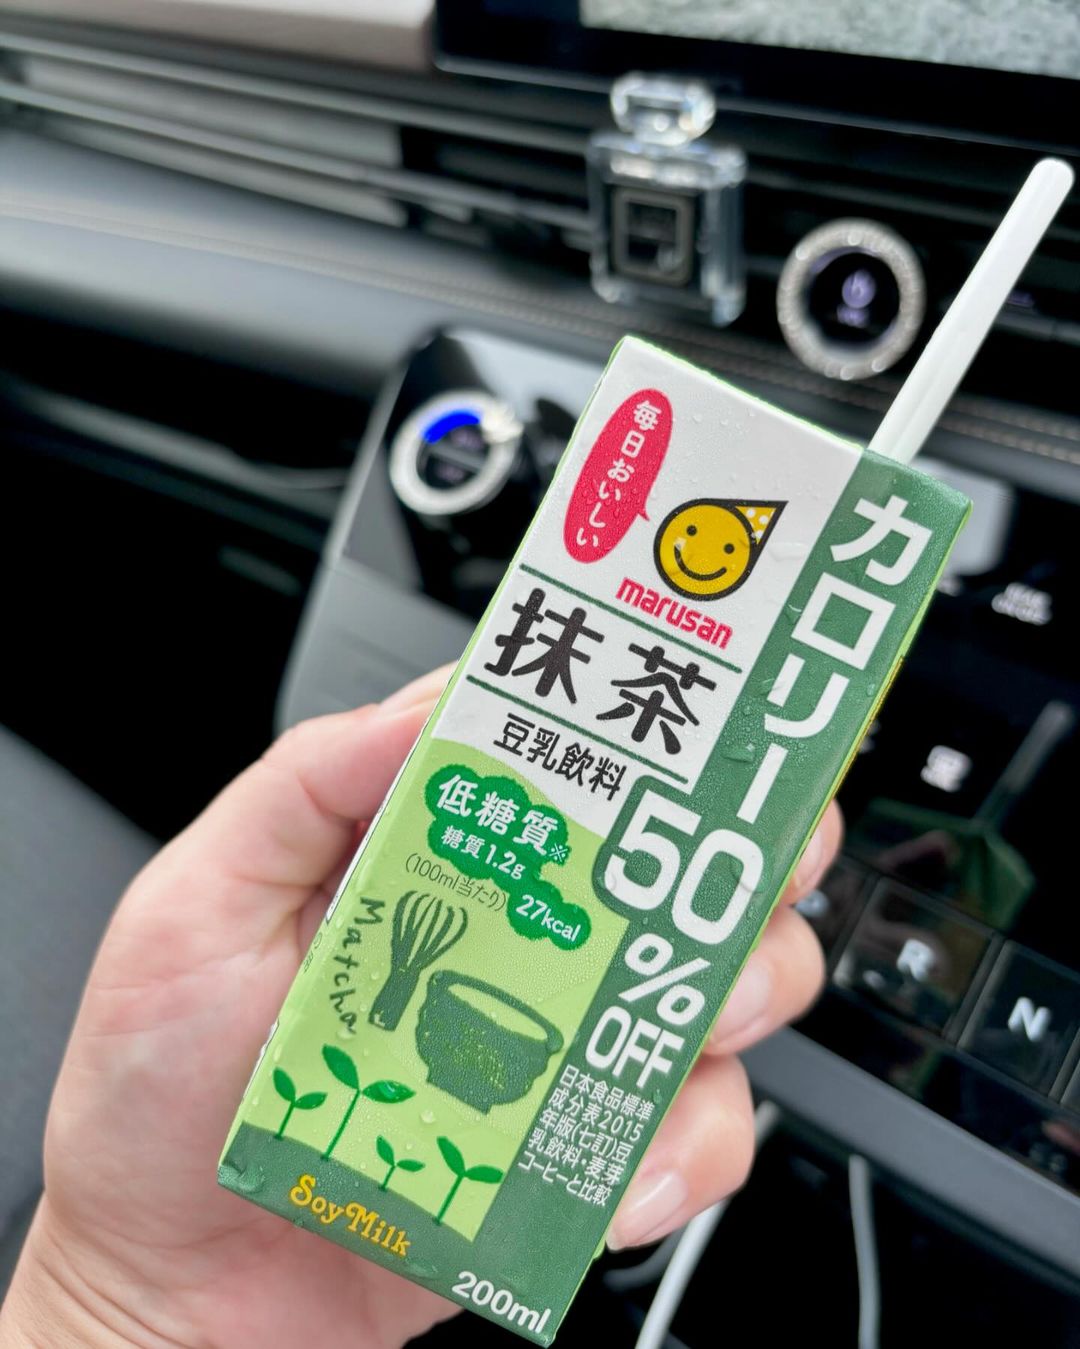 毎日おいしい
marusan
抹茶
豆乳飲料
カロリー50%OFF
低糖質※
糖質1.2g
(100ml当たり)
27kcal
Matcha
日本食品標準
成分表2015
年版(七訂)豆
乳飲料・麦芽
コーヒーと比較
Soy Milk
200ml
R
N